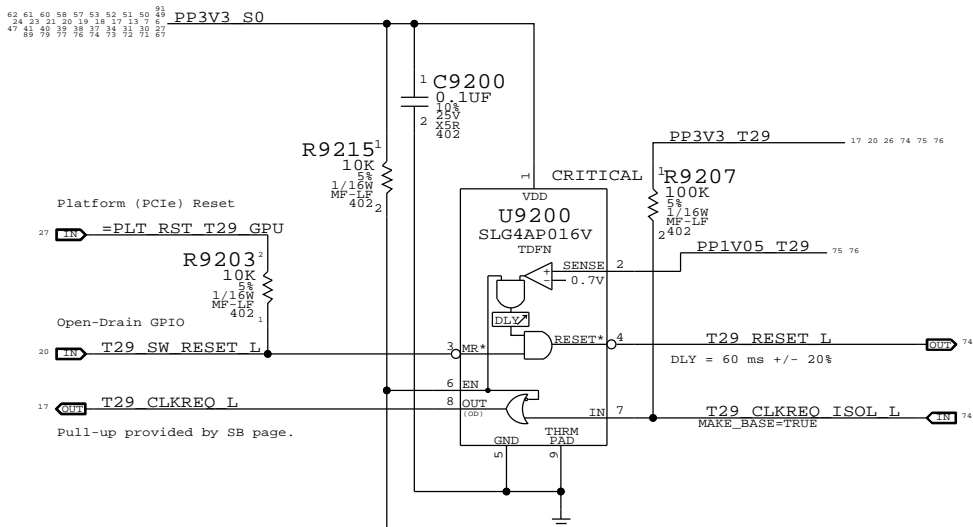 91
62 61 60 58 57 53 52 51 50 49
24 23 21 20 19 18 17 13 7 6
47 41 40 39 38 37 34 31 30 27
89 79 77 76 74 73 72 71 67
PP3V3_S0
1
C9200
0.1UF
10%
25V
X5R
402
2
R9215
1
10K
5%
1/16W
MF-LF
402
2
PP3V3_T29
17 20 26 74 75 76
1
R9207
100K
5%
1/16W
MF-LF
402
2
1
CRITICAL
VDD
U9200
SLG4AP016V
TDFN
Platform (PCIe) Reset
27 IN =PLT_RST_T29_GPU
R9203
2
10K
5%
1/16W
MF-LF
402
1
PP1V05_T29
75 76
SENSE 2
+
-
0.7V
DLY
Open-Drain GPIO
20 IN T29_SW_RESET_L
3 MR*
RESET* 4
T29_RESET_L
OUT 74
DLY = 60 ms +/- 20%
6 EN
17 OUT T29_CLKREQ_L
8 OUT
(OD)
IN 7
T29_CLKREQ_ISOL_L
MAKE_BASE=TRUE
IN 74
Pull-up provided by SB page.
GND
THRM
PAD
5
9